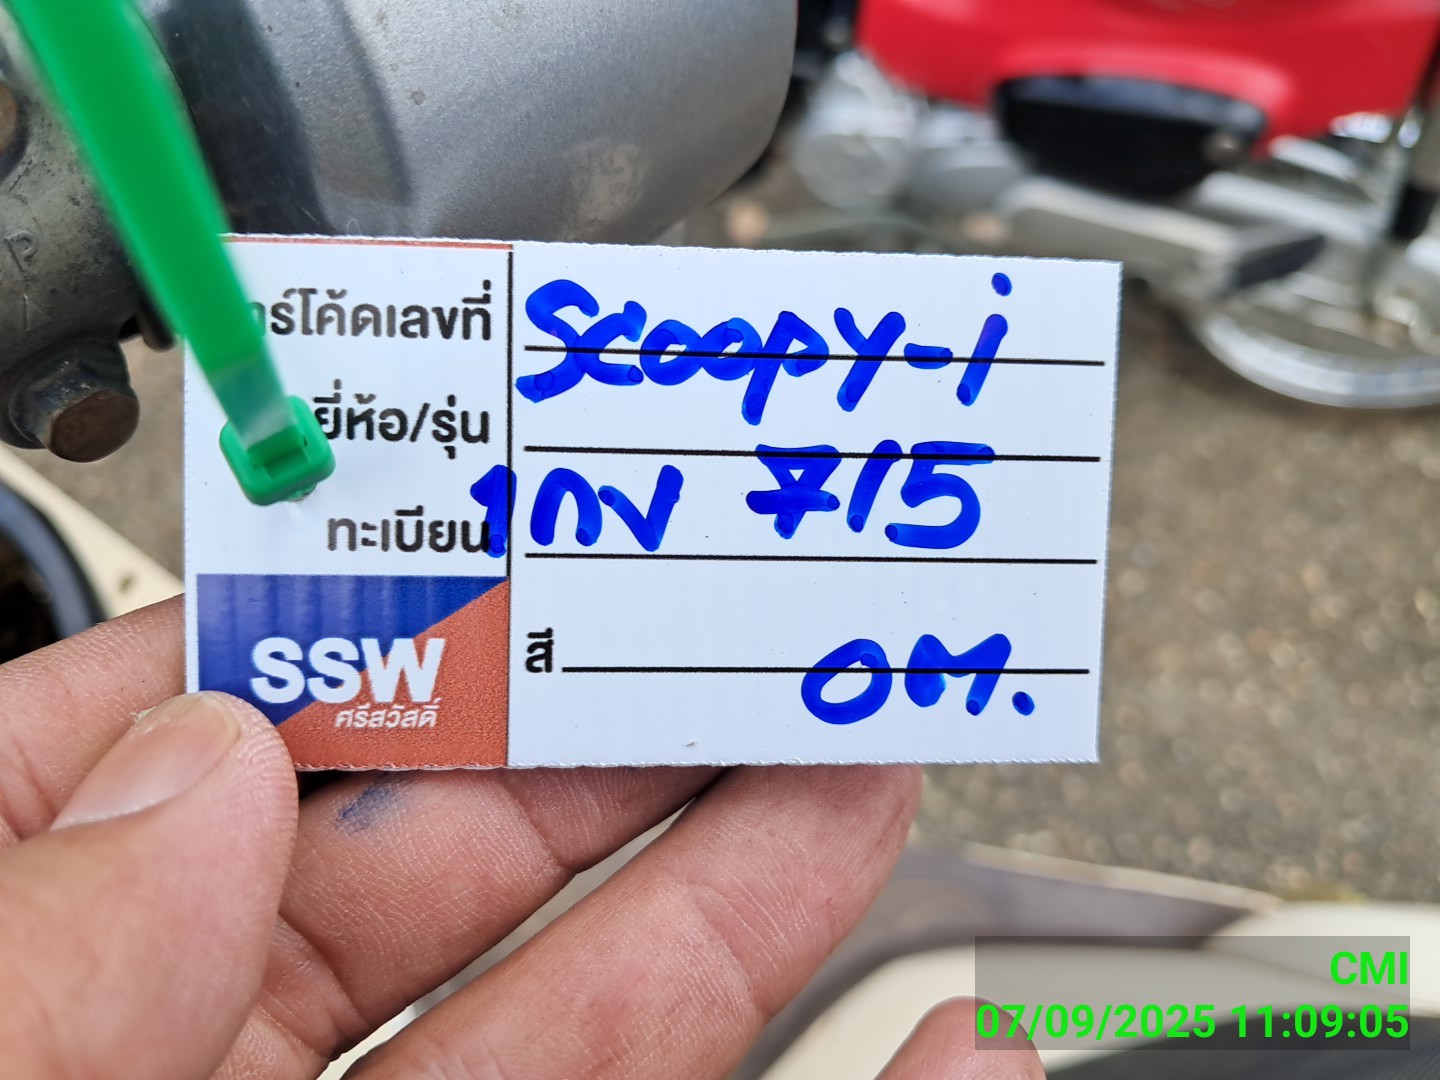 าร์โค้ดเลขที่ Scoopy-i
ยี่ห้อ/รุ่น
ทะเบียน 1กง 715
สี OM.
SSW
ศรีสวัสดิ์
CMI
07/09/2025 11:09:05